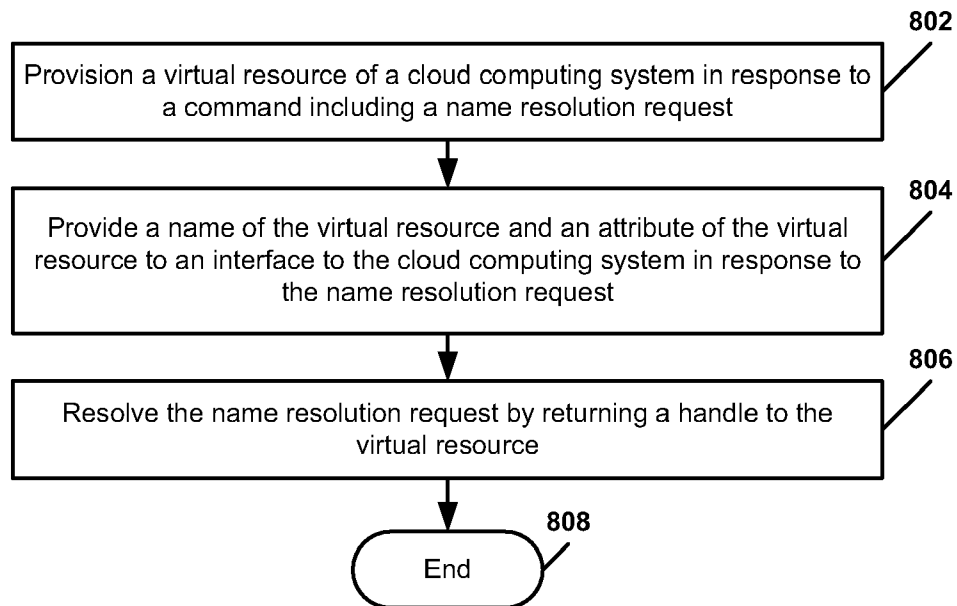 802
Provision a virtual resource of a cloud computing system in response to
a command including a name resolution request
804
Provide a name of the virtual resource and an attribute of the virtual
resource to an interface to the cloud computing system in response to
the name resolution request
806
Resolve the name resolution request by returning a handle to the
virtual resource
808
End